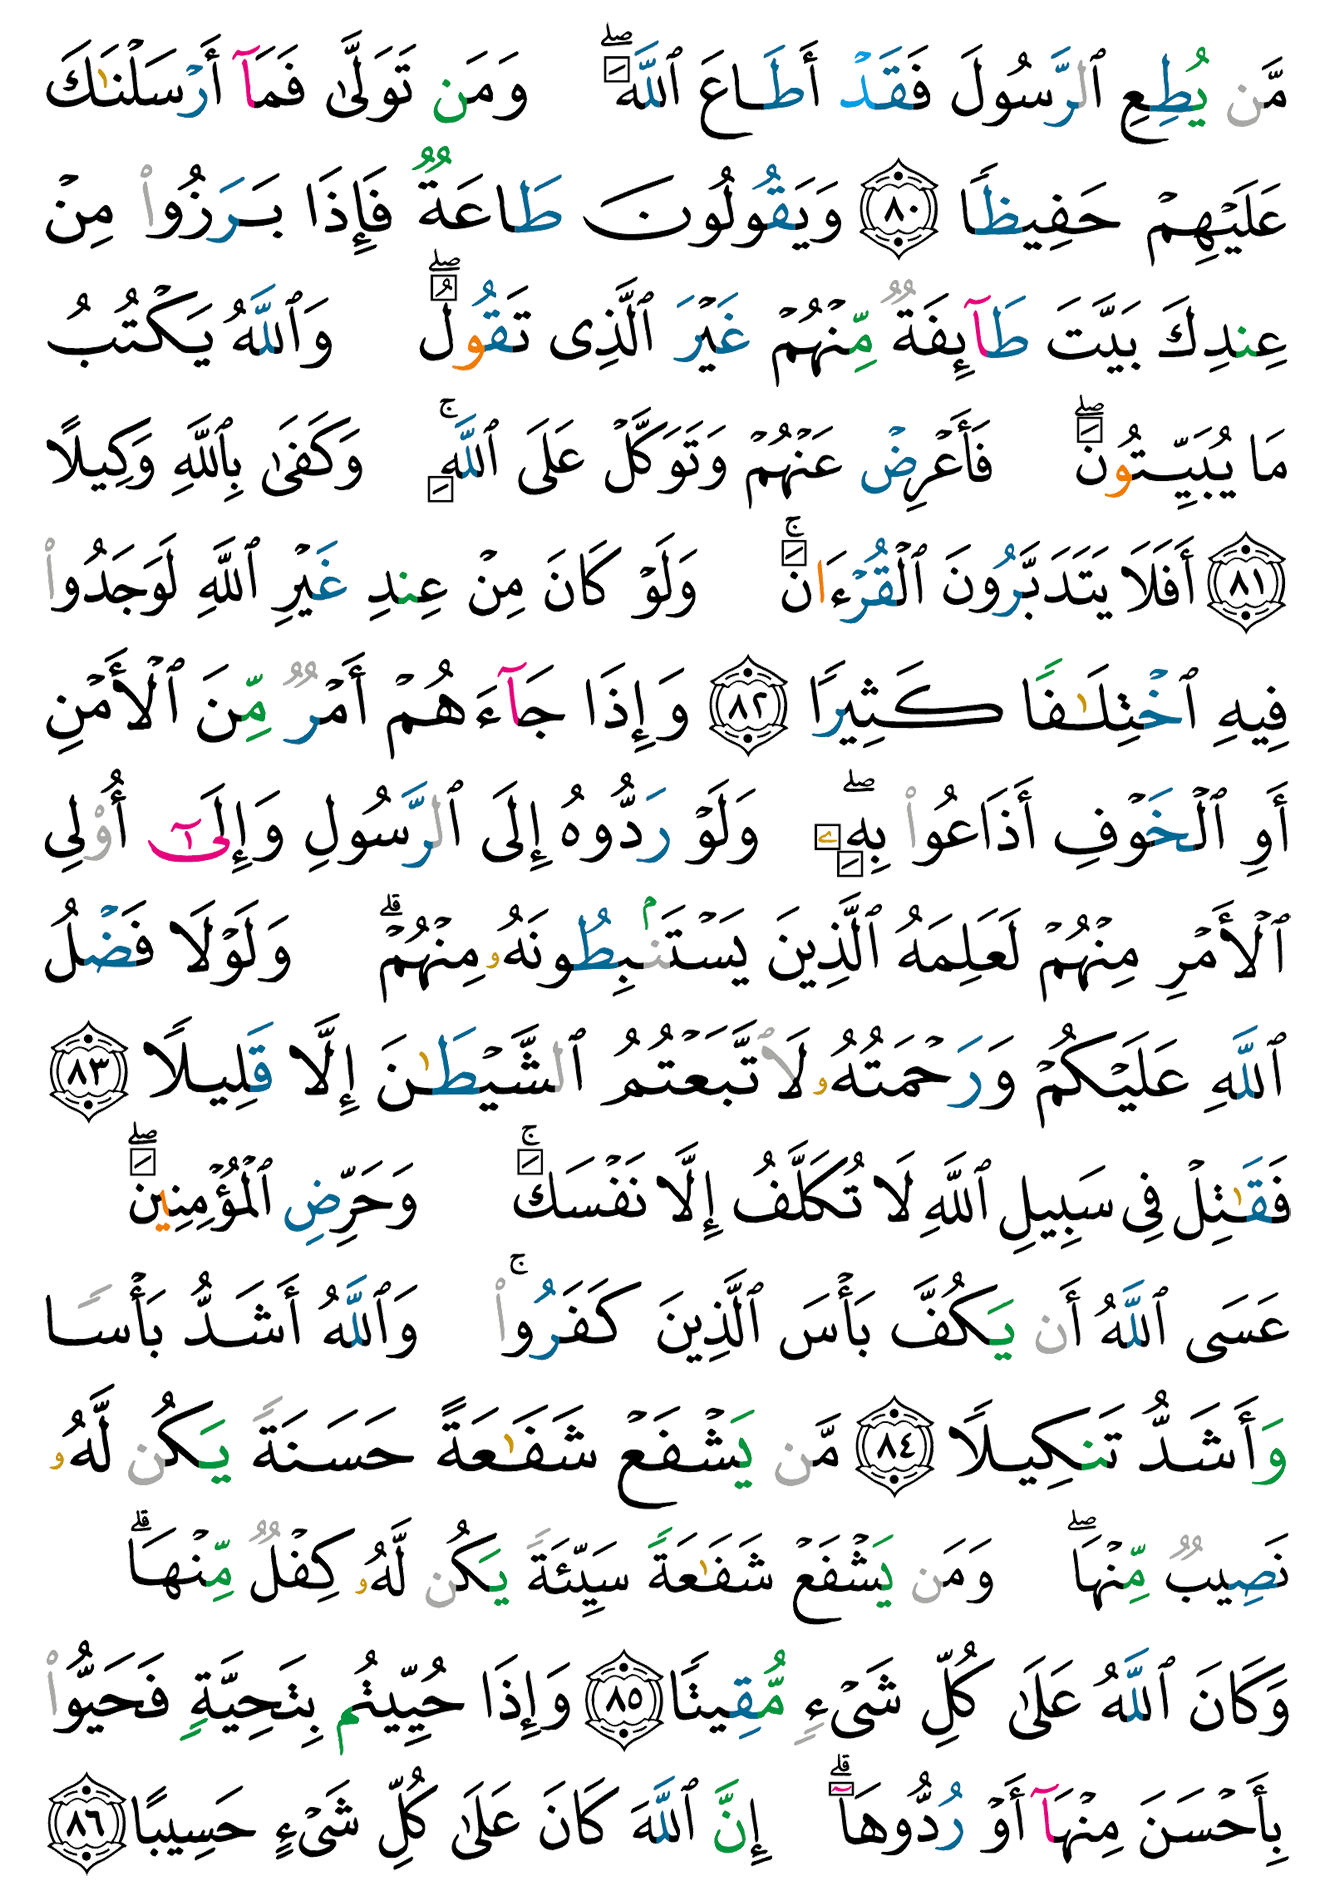 مَّن يُطِعِ ٱلرَّسُولَ فَقَدۡ أَطَاعَ ٱللَّهَۖ وَمَن تَوَلَّىٰ فَمَآ أَرۡسَلۡنَٰكَ
عَلَيۡهِمۡ حَفِيظٗا ٨٠ وَيَقُولُونَ طَاعَةٞ فَإِذَا بَرَزُواْ مِنۡ
عِندِكَ بَيَّتَ طَآئِفَةٞ مِّنۡهُمۡ غَيۡرَ ٱلَّذِى تَقُولُۖ وَٱللَّهُ يَكۡتُبُ
مَا يُبَيِّتُونَۖ فَأَعۡرِضۡ عَنۡهُمۡ وَتَوَكَّلۡ عَلَى ٱللَّهِۚ وَكَفَىٰ بِٱللَّهِ وَكِيلًا
٨١ أَفَلَا يَتَدَبَّرُونَ ٱلۡقُرۡءَانَۚ وَلَوۡ كَانَ مِنۡ عِندِ غَيۡرِ ٱللَّهِ لَوَجَدُواْ
فِيهِ ٱخۡتِلَٰفٗا كَثِيرٗا ٨٢ وَإِذَا جَآءَهُمۡ أَمۡرٞ مِّنَ ٱلۡأَمۡنِ
أَوِ ٱلۡخَوۡفِ أَذَاعُواْ بِهِۦۖ وَلَوۡ رَدُّوهُ إِلَى ٱلرَّسُولِ وَإِلَىٰٓ أُوْلِى
ٱلۡأَمۡرِ مِنۡهُمۡ لَعَلِمَهُ ٱلَّذِينَ يَسۡتَنۢبِطُونَهُۥ مِنۡهُمۡۗ وَلَوۡلَا فَضۡلُ
ٱللَّهِ عَلَيۡكُمۡ وَرَحۡمَتُهُۥ لَٱتَّبَعۡتُمُ ٱلشَّيۡطَٰنَ إِلَّا قَلِيلٗا ٨٣
فَقَٰتِلۡ فِى سَبِيلِ ٱللَّهِ لَا تُكَلَّفُ إِلَّا نَفۡسَكَۚ وَحَرِّضِ ٱلۡمُؤۡمِنِينَۖ
عَسَى ٱللَّهُ أَن يَكُفَّ بَأۡسَ ٱلَّذِينَ كَفَرُواْۚ وَٱللَّهُ أَشَدُّ بَأۡسٗا
وَأَشَدُّ تَنكِيلٗا ٨٤ مَّن يَشۡفَعۡ شَفَٰعَةً حَسَنَةٗ يَكُن لَّهُۥ
نَصِيبٞ مِّنۡهَاۖ وَمَن يَشۡفَعۡ شَفَٰعَةٗ سَيِّئَةٗ يَكُن لَّهُۥ كِفۡلٞ مِّنۡهَاۗ
وَكَانَ ٱللَّهُ عَلَىٰ كُلِّ شَىۡءٖ مُّقِيتٗا ٨٥ وَإِذَا حُيِّيتُم بِتَحِيَّةٖ فَحَيُّواْ
بِأَحۡسَنَ مِنۡهَآ أَوۡ رُدُّوهَآۗ إِنَّ ٱللَّهَ كَانَ عَلَىٰ كُلِّ شَىۡءٍ حَسِيبًا ٨٦